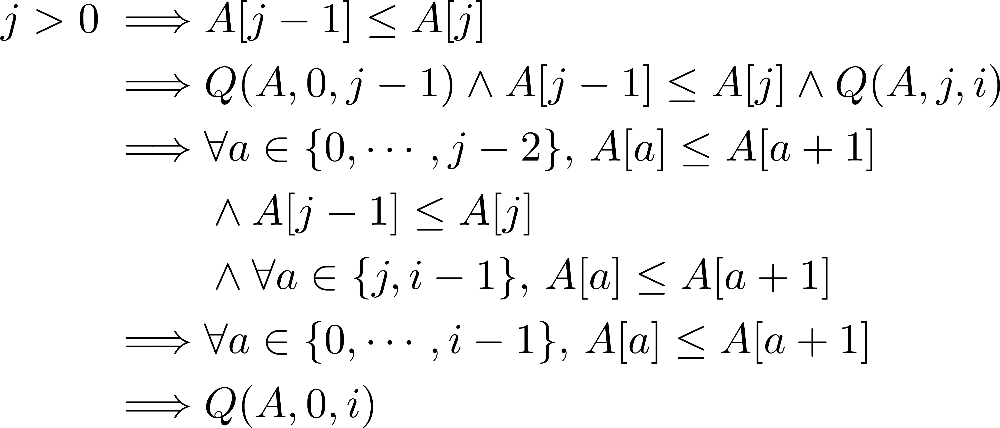 j > 0 ⟹ A[j − 1] ≤ A[j]
⟹ Q(A, 0, j − 1) ∧ A[j − 1] ≤ A[j] ∧ Q(A, j, i)
⟹ ∀a ∈ {0, ⋯ , j − 2}, A[a] ≤ A[a + 1]
∧ A[j − 1] ≤ A[j]
∧ ∀a ∈ {j, i − 1}, A[a] ≤ A[a + 1]
⟹ ∀a ∈ {0, ⋯ , i − 1}, A[a] ≤ A[a + 1]
⟹ Q(A, 0, i)